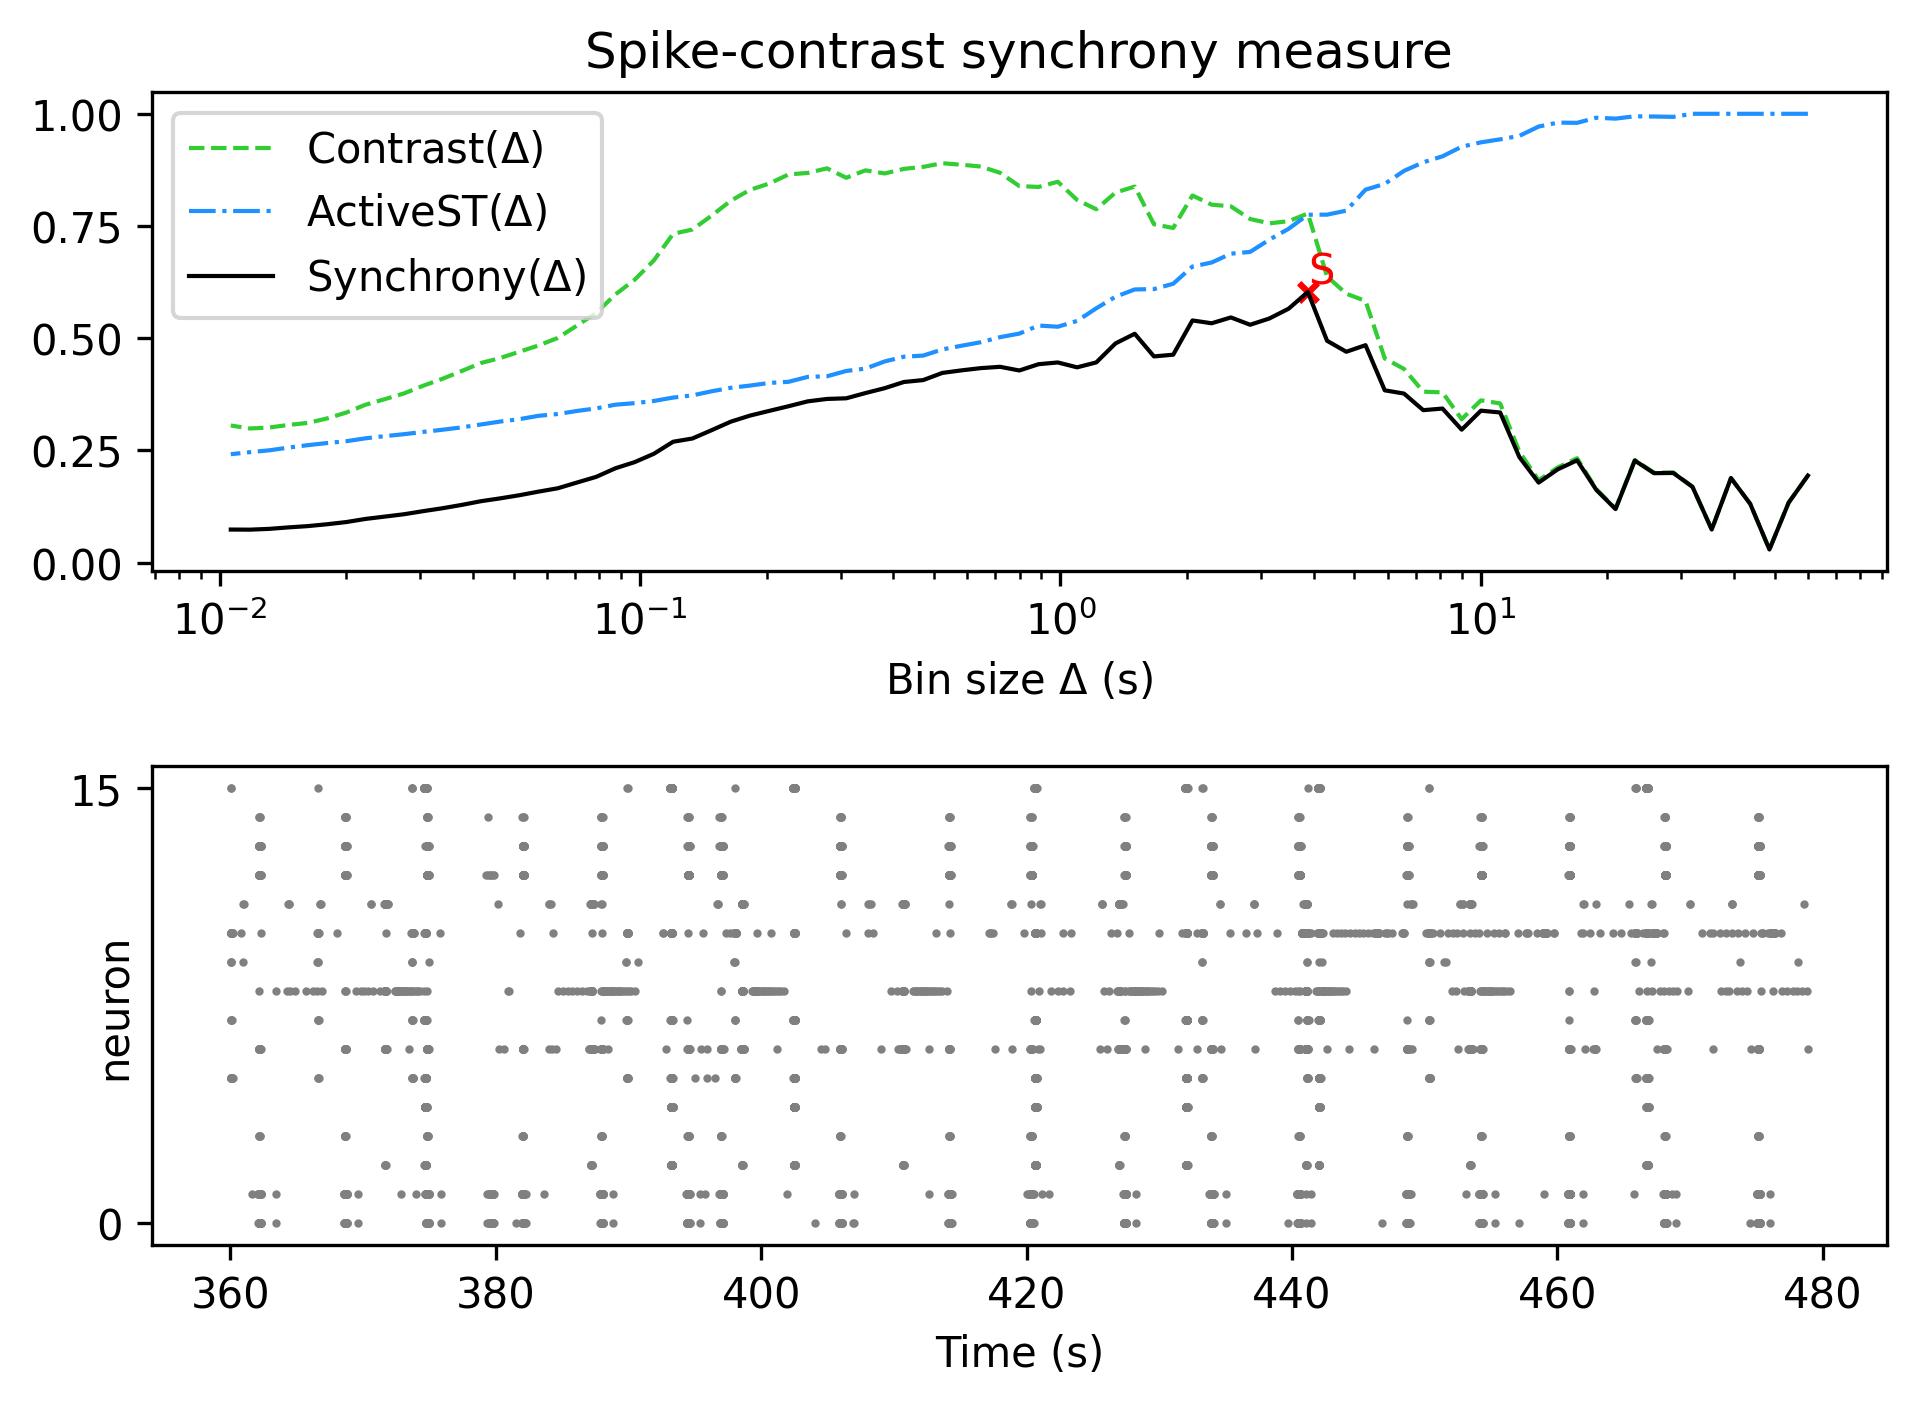 Spike-contrast synchrony measure
1.00
0.75
0.50
0.25
0.00
Contrast(Δ)
ActiveST(Δ)
Synchrony(Δ)
S
10⁻² 10⁻¹ 10⁰ 10¹
Bin size Δ (s)
15
0
neuron
360 380 400 420 440 460 480
Time (s)